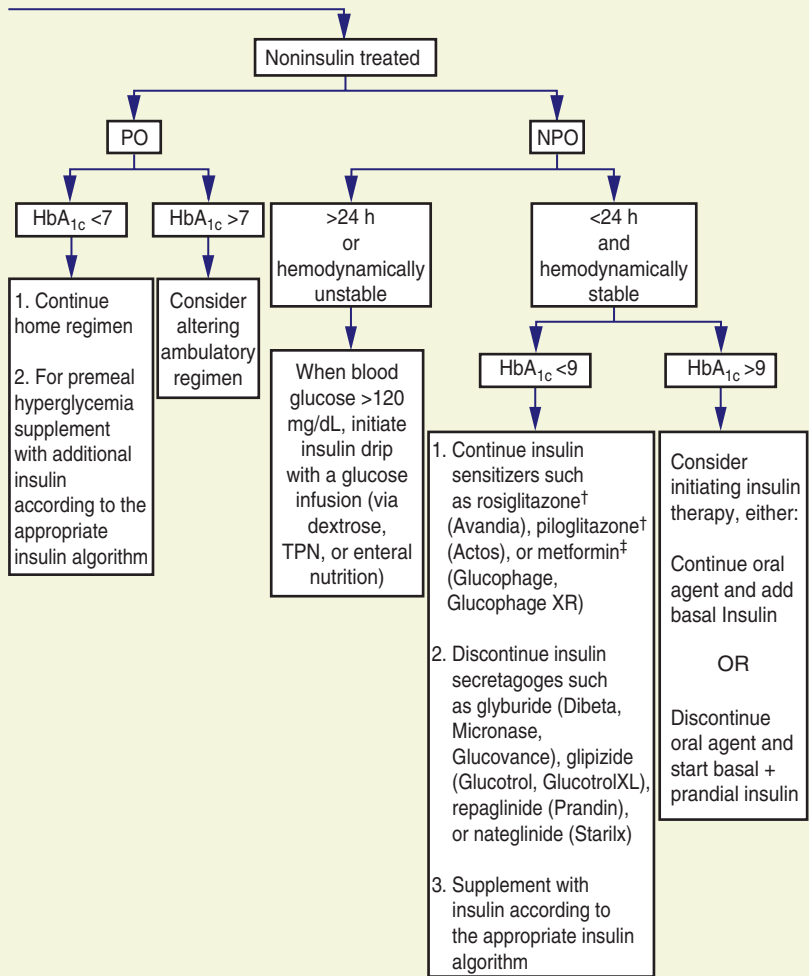 Noninsulin treated
PO
NPO
HbA1c <7
HbA1c >7
>24 h
or
hemodynamically
unstable
<24 h
and
hemodynamically
stable
1. Continue
home regimen
2. For premeal
hyperglycemia
supplement
with additional
insulin
according to the
appropriate
insulin algorithm
Consider
altering
ambulatory
regimen
When blood
glucose >120
mg/dL, initiate
insulin drip
with a glucose
infusion (via
dextrose,
TPN, or enteral
nutrition)
HbA1c <9
HbA1c >9
1. Continue insulin
sensitizers such
as rosiglitazone†
(Avandia), piloglitazone†
(Actos), or metformin‡
(Glucophage,
Glucophage XR)
2. Discontinue insulin
secretagoges such
as glyburide (Dibeta,
Micronase,
Glucovance), glipizide
(Glucotrol, GlucotrolXL),
repaglinide (Prandin),
or nateglinide (Starilx)
3. Supplement with
insulin according to
the appropriate insulin
algorithm
Consider
initiating insulin
therapy, either:
Continue oral
agent and add
basal Insulin
OR
Discontinue
oral agent and
start basal +
prandial insulin